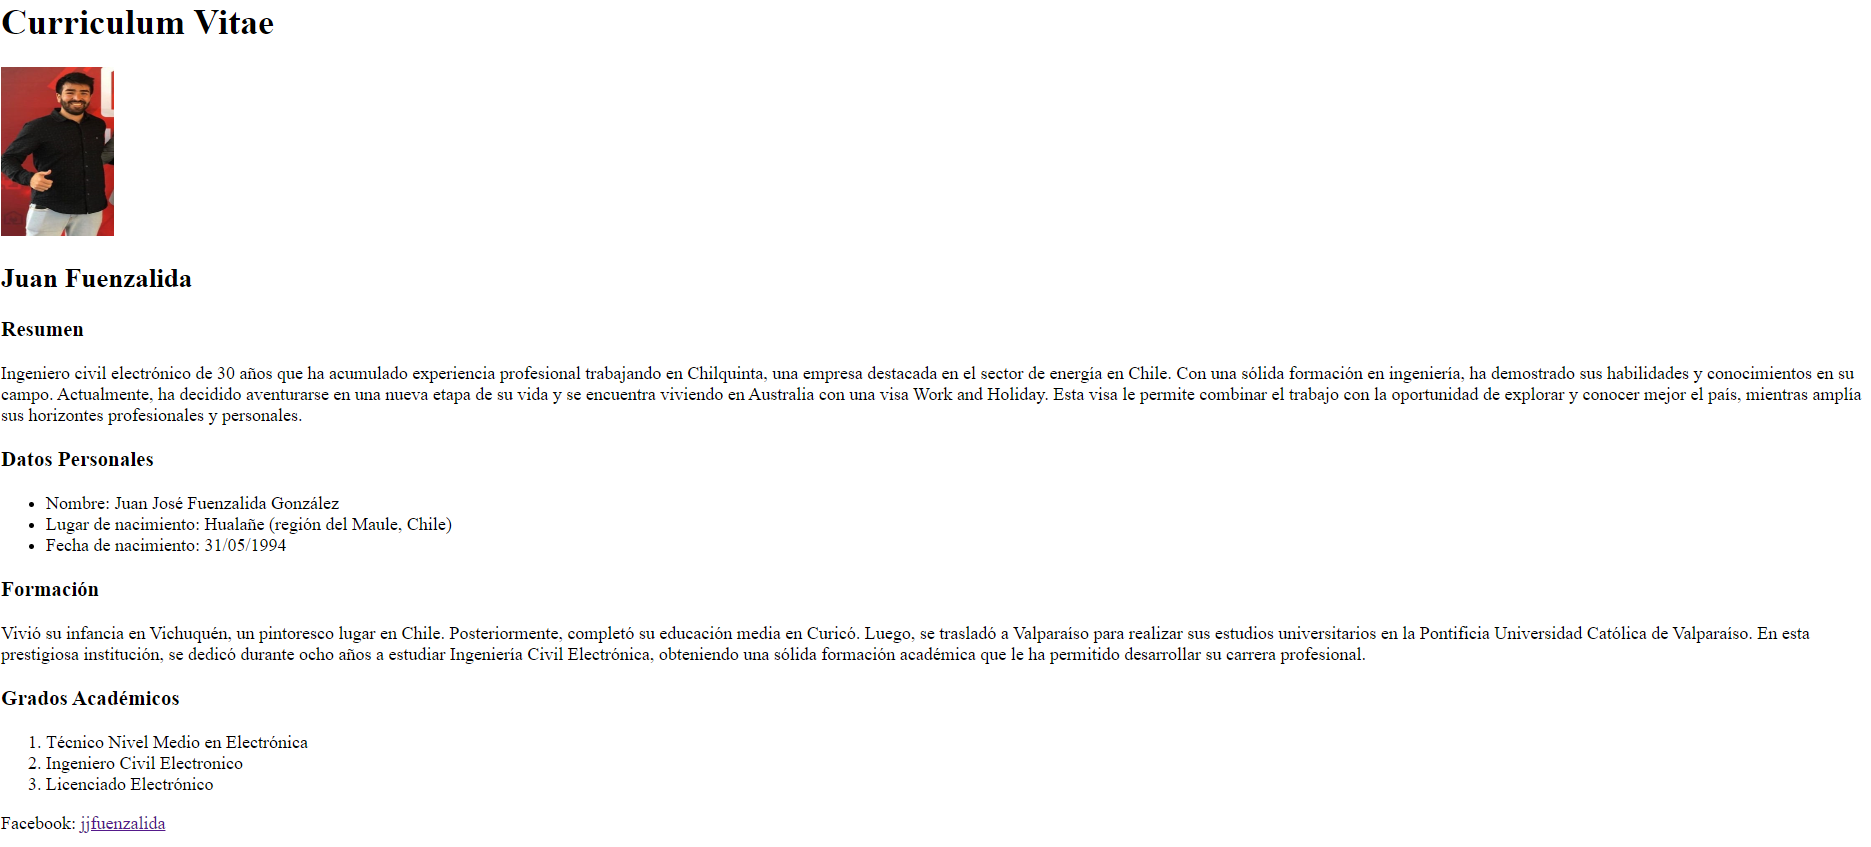 Curriculum Vitae
Juan Fuenzalida
Resumen
Ingeniero civil electrónico de 30 años que ha acumulado experiencia profesional trabajando en Chilquinta, una empresa destacada en el sector de energía en Chile. Con una sólida formación en ingeniería, ha demostrado sus habilidades y conocimientos en su
campo. Actualmente, ha decidido aventurarse en una nueva etapa de su vida y se encuentra viviendo en Australia con una visa Work and Holiday. Esta visa le permite combinar el trabajo con la oportunidad de explorar y conocer mejor el país, mientras amplía
sus horizontes profesionales y personales.
Datos Personales
• Nombre: Juan José Fuenzalida González
• Lugar de nacimiento: Hualañe (región del Maule, Chile)
• Fecha de nacimiento: 31/05/1994
Formación
Vivió su infancia en Vichuquén, un pintoresco lugar en Chile. Posteriormente, completó su educación media en Curicó. Luego, se trasladó a Valparaíso para realizar sus estudios universitarios en la Pontificia Universidad Católica de Valparaíso. En esta
prestigiosa institución, se dedicó durante ocho años a estudiar Ingeniería Civil Electrónica, obteniendo una sólida formación académica que le ha permitido desarrollar su carrera profesional.
Grados Académicos
1. Técnico Nivel Medio en Electrónica
2. Ingeniero Civil Electronico
3. Licenciado Electrónico
Facebook: jjfuenzalida